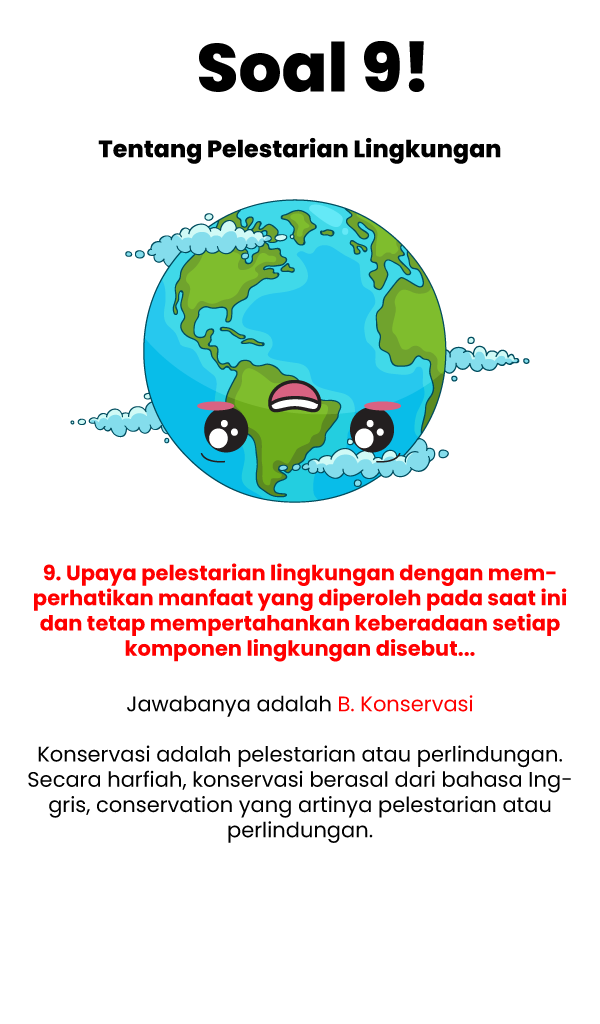 Soal 9!
Tentang Pelestarian Lingkungan
9. Upaya pelestarian lingkungan dengan mem-
perhatikan manfaat yang diperoleh pada saat ini
dan tetap mempertahankan keberadaan setiap
komponen lingkungan disebut...
Jawabanya adalah B. Konservasi
Konservasi adalah pelestarian atau perlindungan.
Secara harfiah, konservasi berasal dari bahasa Ing-
gris, conservation yang artinya pelestarian atau
perlindungan.